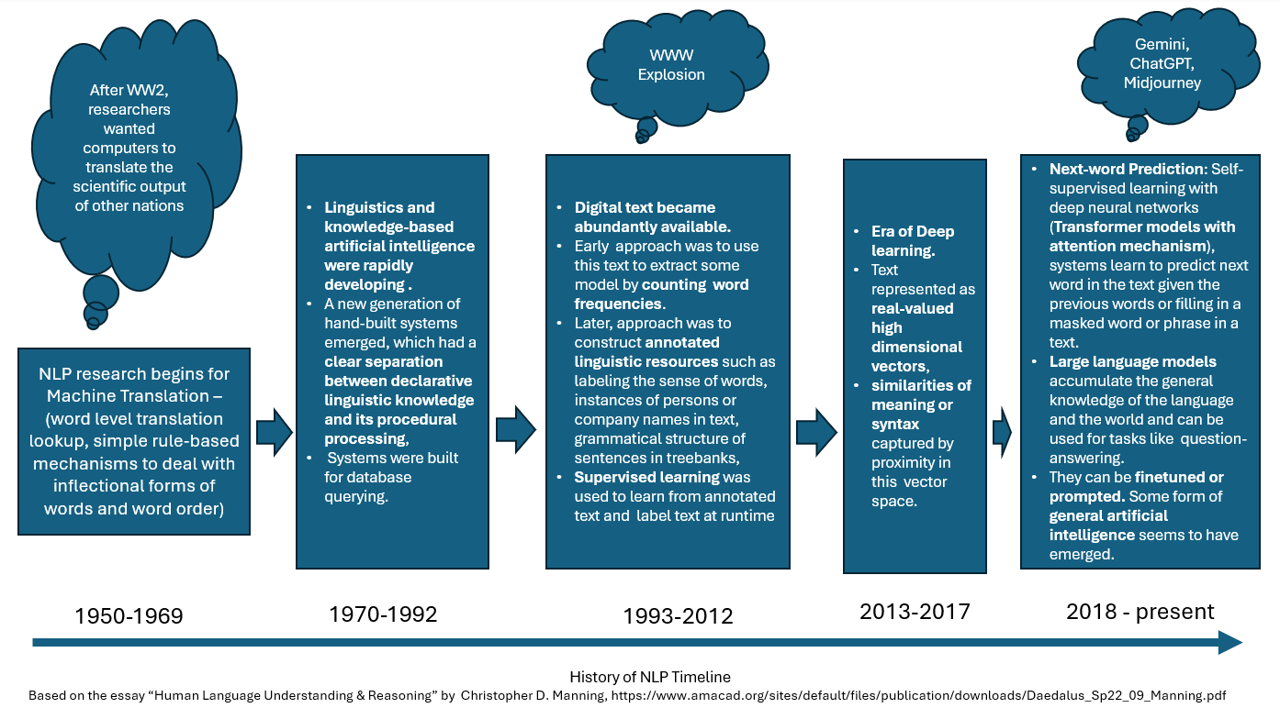 After WW2,
researchers
wanted
computers to
translate the
scientific output
of other nations
NLP research begins for
Machine Translation –
(word level translation
lookup, simple rule-based
mechanisms to deal with
inflectional forms of
words and word order)
1950-1969
• Linguistics and
knowledge-based
artificial intelligence
were rapidly
developing .
• A new generation of
hand-built systems
emerged, which had a
clear separation
between declarative
linguistic knowledge
and its procedural
processing,
• Systems were built
for database
querying.
1970-1992
WWW
Explosion
• Digital text became
abundantly available.
• Early approach was to use
this text to extract some
model by counting word
frequencies.
• Later, approach was to
construct annotated
linguistic resources such as
labeling the sense of words,
instances of persons or
company names in text,
grammatical structure of
sentences in treebanks,
• Supervised learning was
used to learn from annotated
text and label text at runtime
1993-2012
• Era of Deep
learning.
• Text
represented as
real-valued
high
dimensional
vectors,
• similarities of
meaning or
syntax
captured by
proximity in
this vector
space.
2013-2017
Gemini,
ChatGPT,
Midjourney
• Next-word Prediction: Self-
supervised learning with
deep neural networks
(Transformer models with
attention mechanism),
systems learn to predict next
word in the text given the
previous words or filling in a
masked word or phrase in a
text.
• Large language models
accumulate the general
knowledge of the language
and the world and can be
used for tasks like question-
answering.
• They can be finetuned or
prompted. Some form of
general artificial
intelligence seems to have
emerged.
2018 - present
History of NLP Timeline
Based on the essay “Human Language Understanding & Reasoning” by Christopher D. Manning, https://www.amacad.org/sites/default/files/publication/downloads/Daedalus_Sp22_09_Manning.pdf